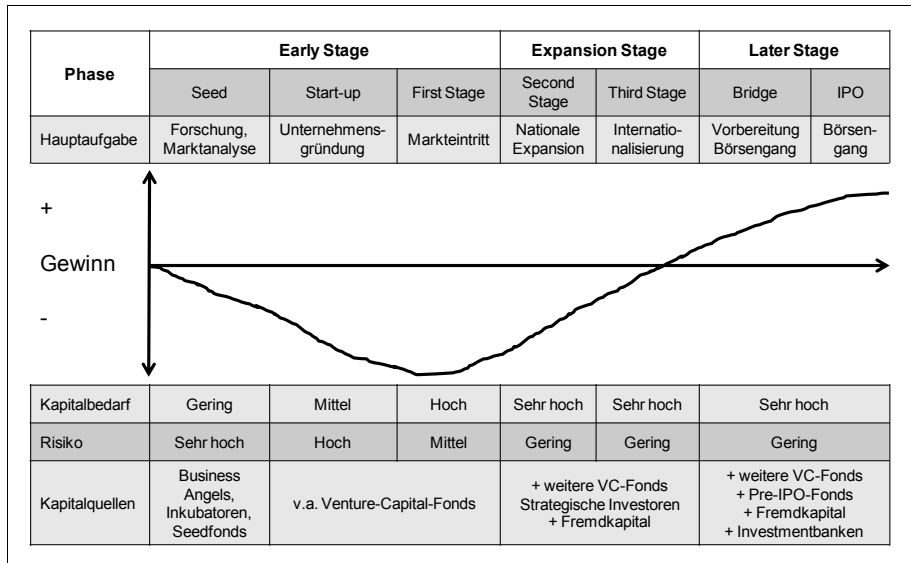 Phase
Early Stage
Expansion Stage
Later Stage
Seed
Start-up
First Stage
Second
Stage
Third Stage
Bridge
IPO
Hauptaufgabe
Forschung,
Marktanalyse
Unternehmens-
gründung
Markteintritt
Nationale
Expansion
Internatio-
nalisierung
Vorbereitung
Börsengang
Börsen-
gang
+
Gewinn
-
Kapitalbedarf
Gering
Mittel
Hoch
Sehr hoch
Sehr hoch
Sehr hoch
Risiko
Sehr hoch
Hoch
Mittel
Gering
Gering
Gering
Kapitalquellen
Business
Angels,
Inkubatoren,
Seedfonds
v.a. Venture-Capital-Fonds
+ weitere VC-Fonds
Strategische Investoren
+ Fremdkapital
+ weitere VC-Fonds
+ Pre-IPO-Fonds
+ Fremdkapital
+ Investmentbanken